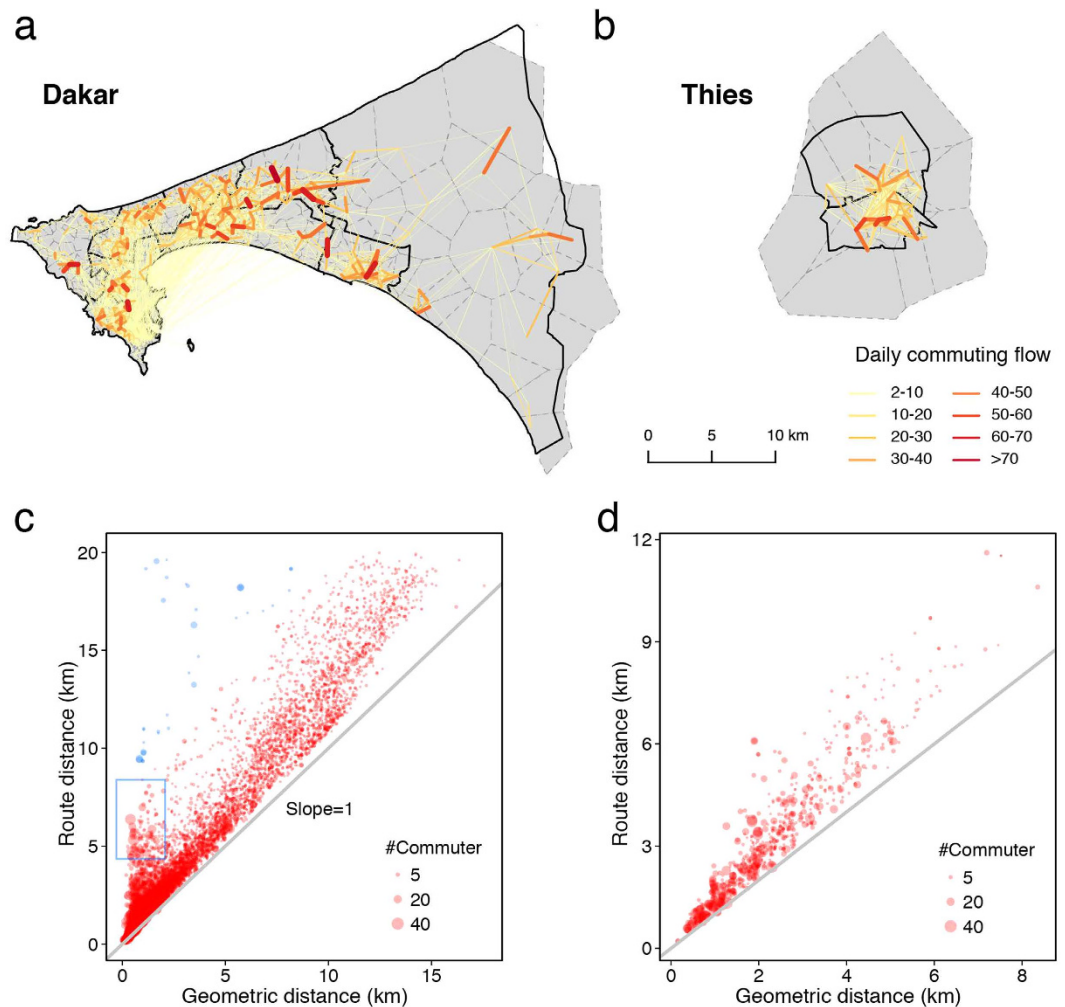 a
b
Dakar
Thies
Daily commuting flow
2-10
40-50
10-20
50-60
20-30
60-70
30-40
>70
0
5
10 km
c
d
20
15
10
5
0
Route distance (km)
Slope=1
#Commuter
5
20
40
0
5
10
15
Geometric distance (km)
12
9
6
3
0
Route distance (km)
#Commuter
5
20
40
0
2
4
6
8
Geometric distance (km)